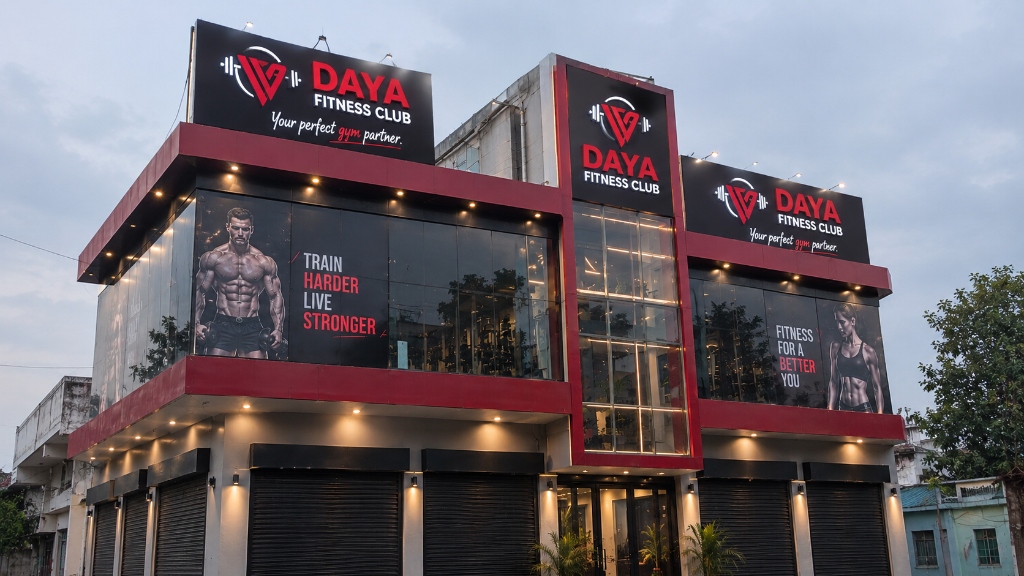 DAYA
FITNESS CLUB
Your perfect gym partner.
DAYA
FITNESS CLUB
DAYA
FITNESS CLUB
Your perfect gym partner.
TRAIN
HARDER
LIVE
STRONGER
FITNESS
FOR A
BETTER
YOU